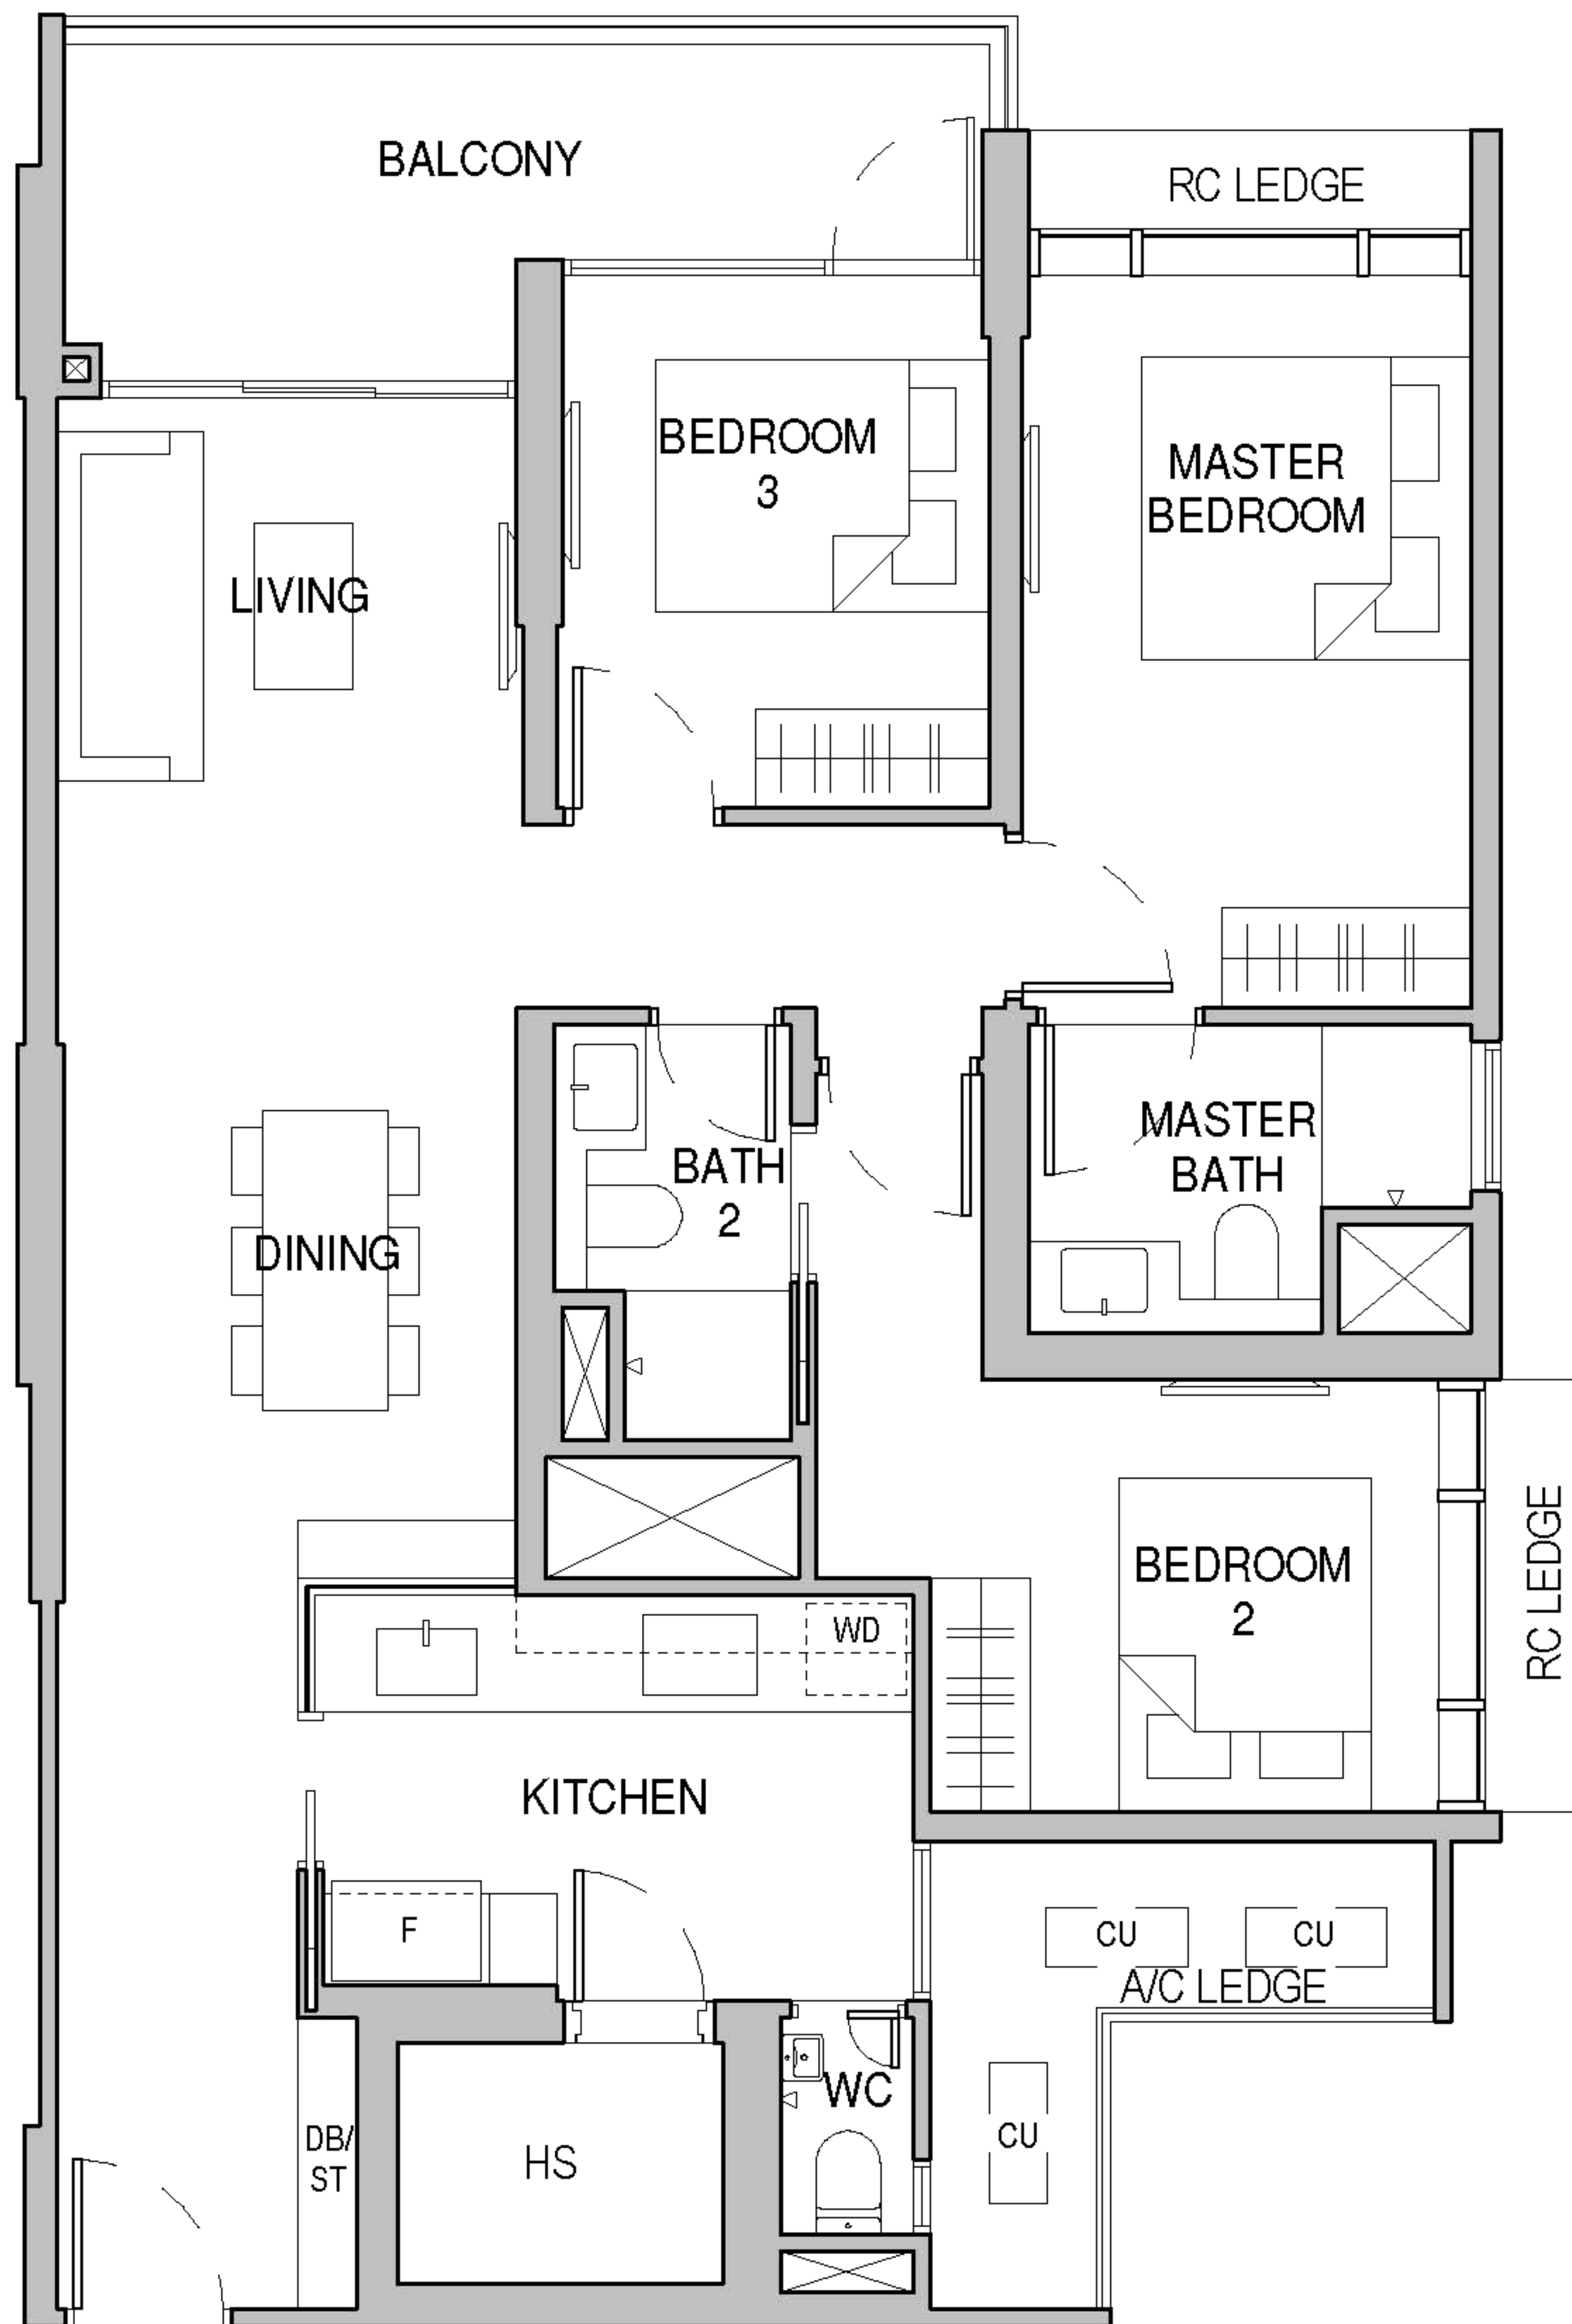 BALCONY
RC LEDGE
BEDROOM
3
MASTER
BEDROOM
LIVING
MASTER
BATH
BATH
2
DINING
BEDROOM
2
RC LEDGE
WD
KITCHEN
F
CU
CU
A/C LEDGE
WC
CU
DB/
ST
HS